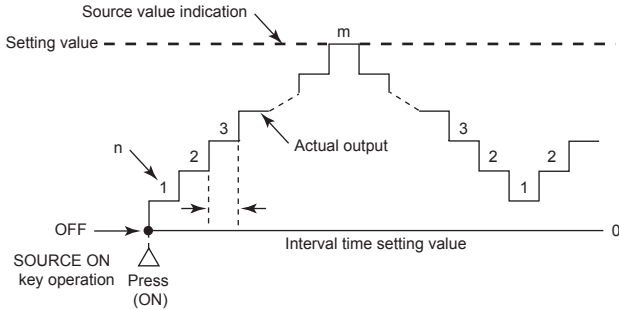 Source value indication
Setting value
m
3
Actual output
3
n
2
2
2
1
1
OFF
0
Interval time setting value
SOURCE ON
key operation
Press
(ON)